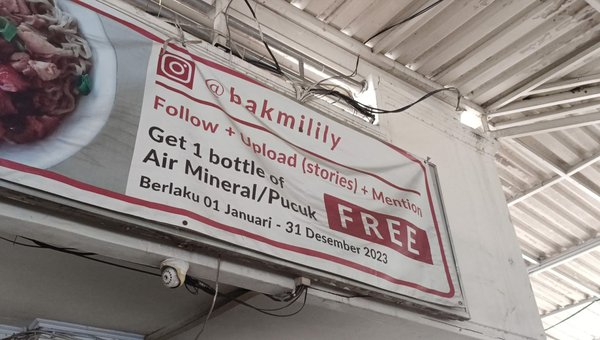 @bakmilily
Follow + Upload (stories) + Mention
Get 1 bottle of
Air Mineral/Pucuk FREE
Berlaku 01 Januari - 31 Desember 2023